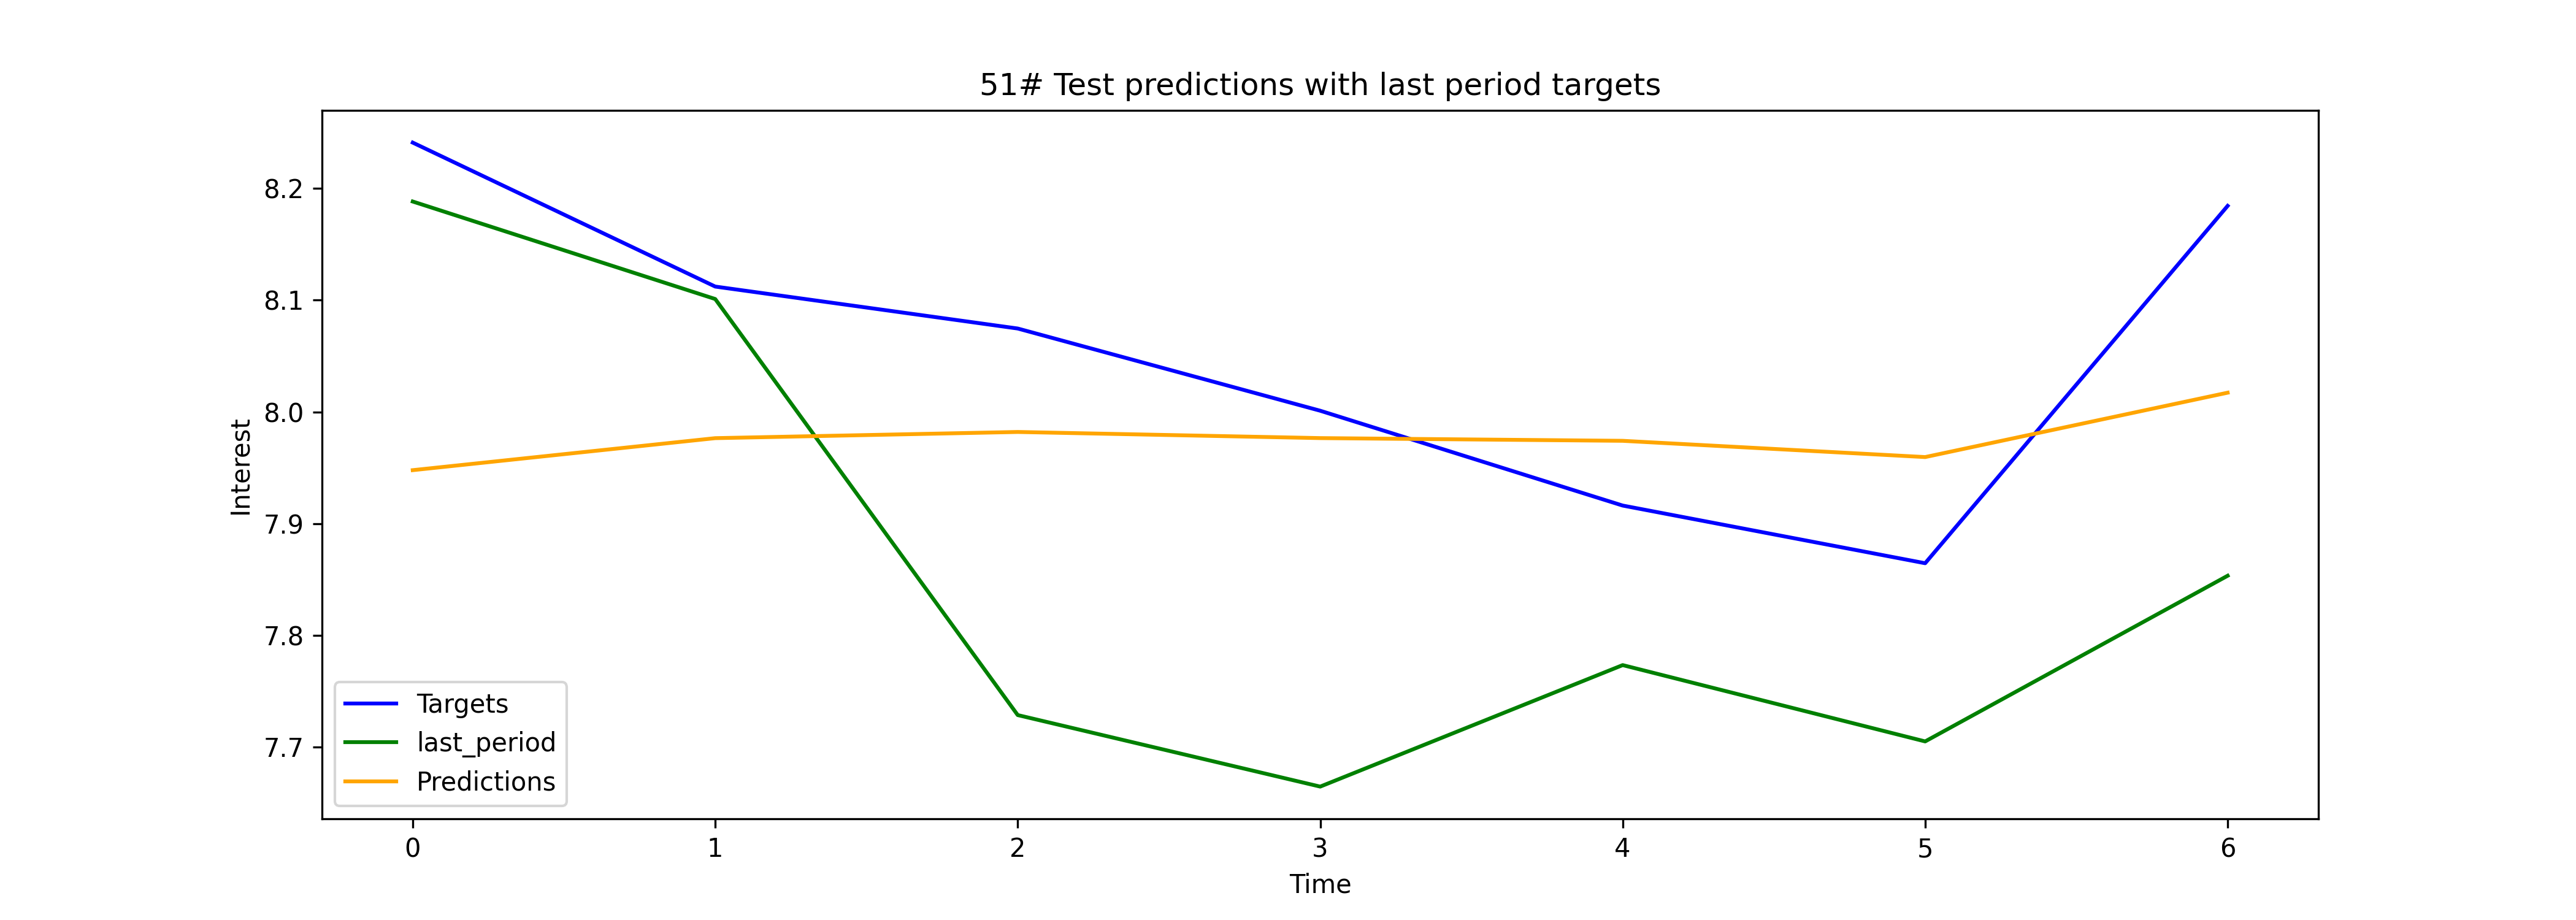 51# Test predictions with last period targets
8.2
8.1
8.0
7.9
7.8
7.7
Interest
Targets
last_period
Predictions
0 1 2 3 4 5 6
Time